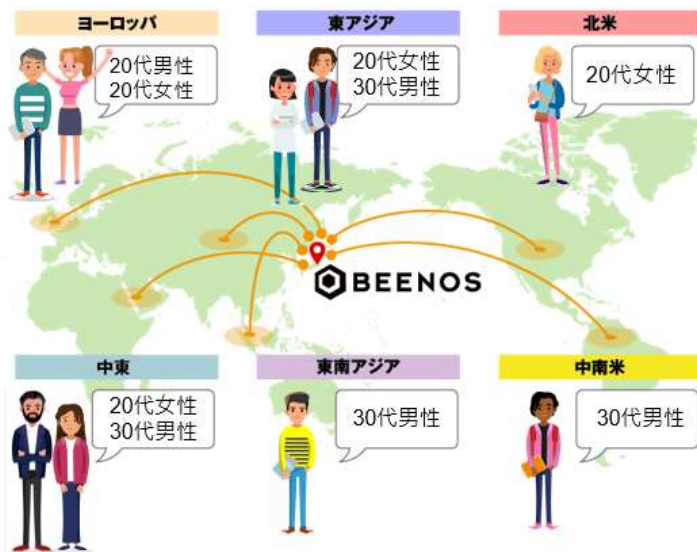 ヨーロッパ
20代男性
20代女性
東アジア
20代女性
30代男性
北米
20代女性
BEENOS
中東
20代女性
30代男性
東南アジア
30代男性
中南米
30代男性